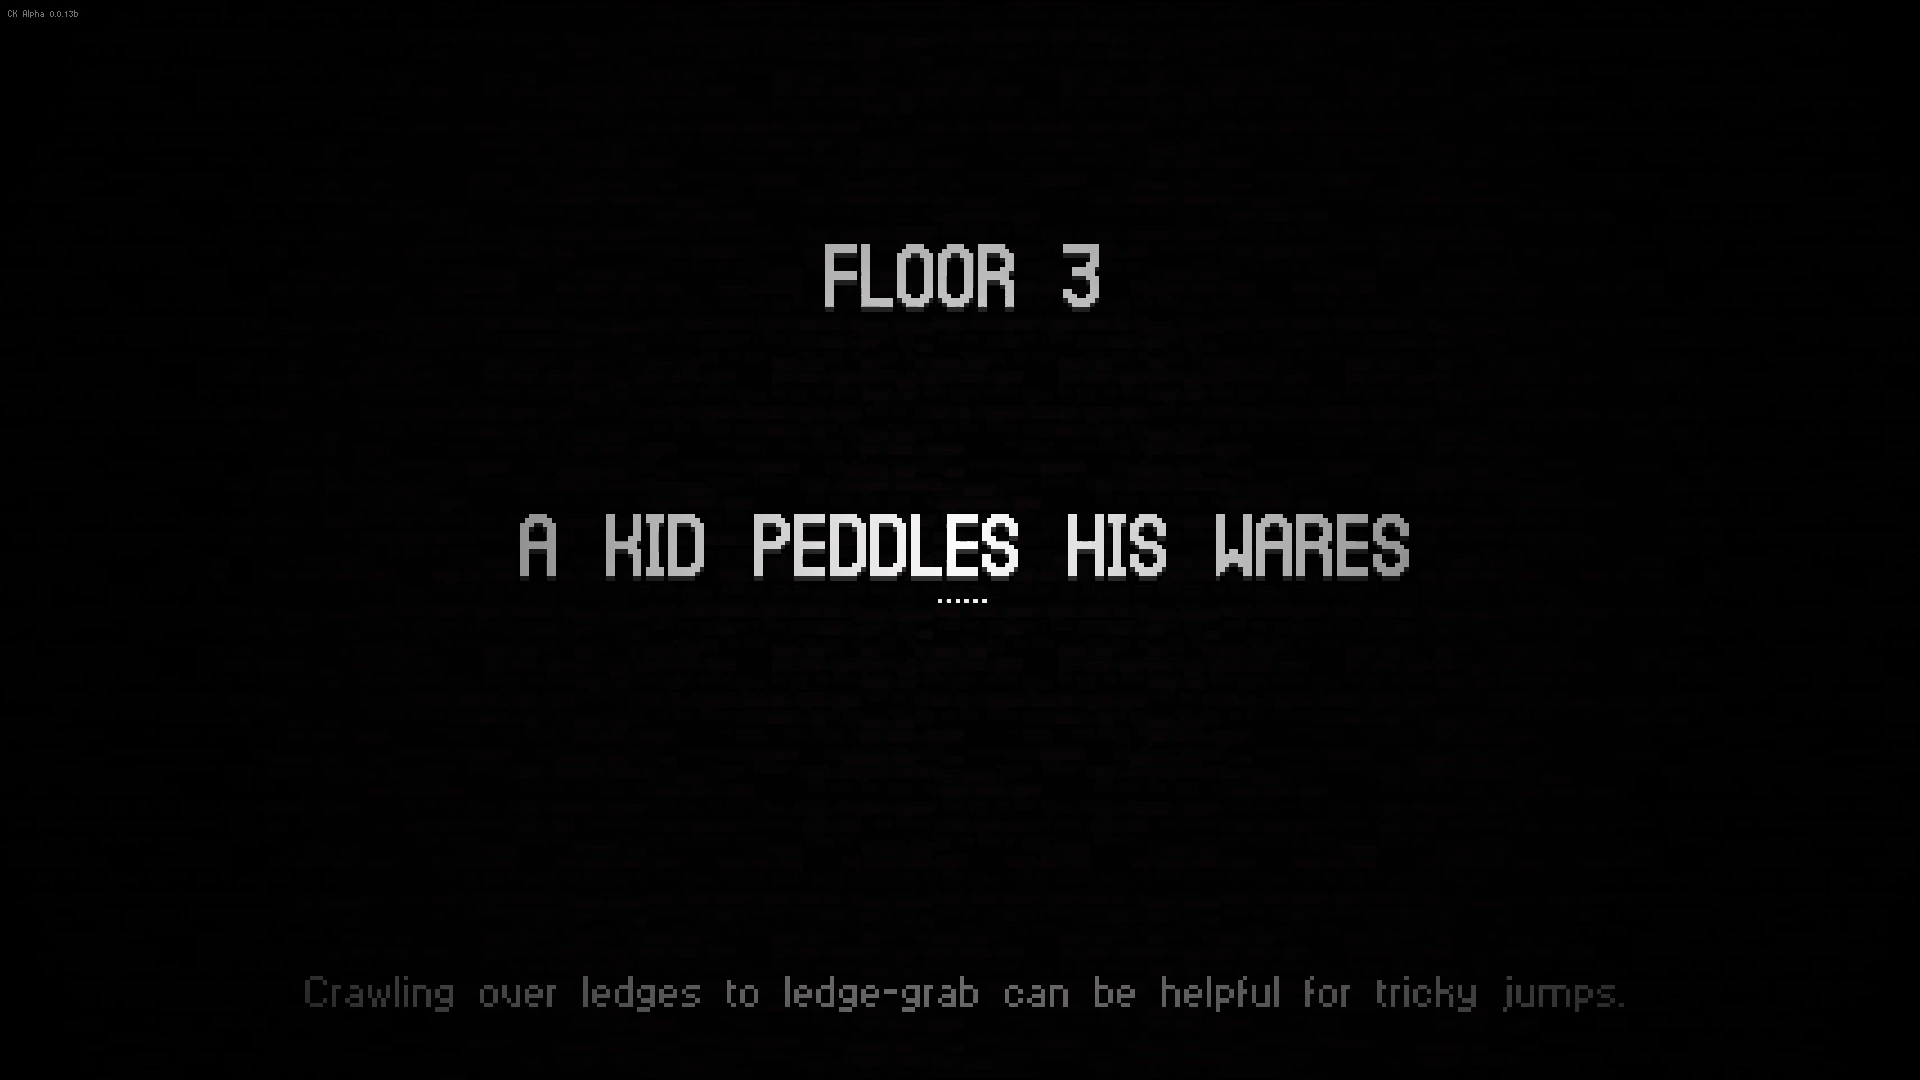 CK Alpha 0.0.13b
FLOOR 3
A KID PEDDLES HIS WARES
......
Crawling over ledges to ledge-grab can be helpful for tricky jumps.